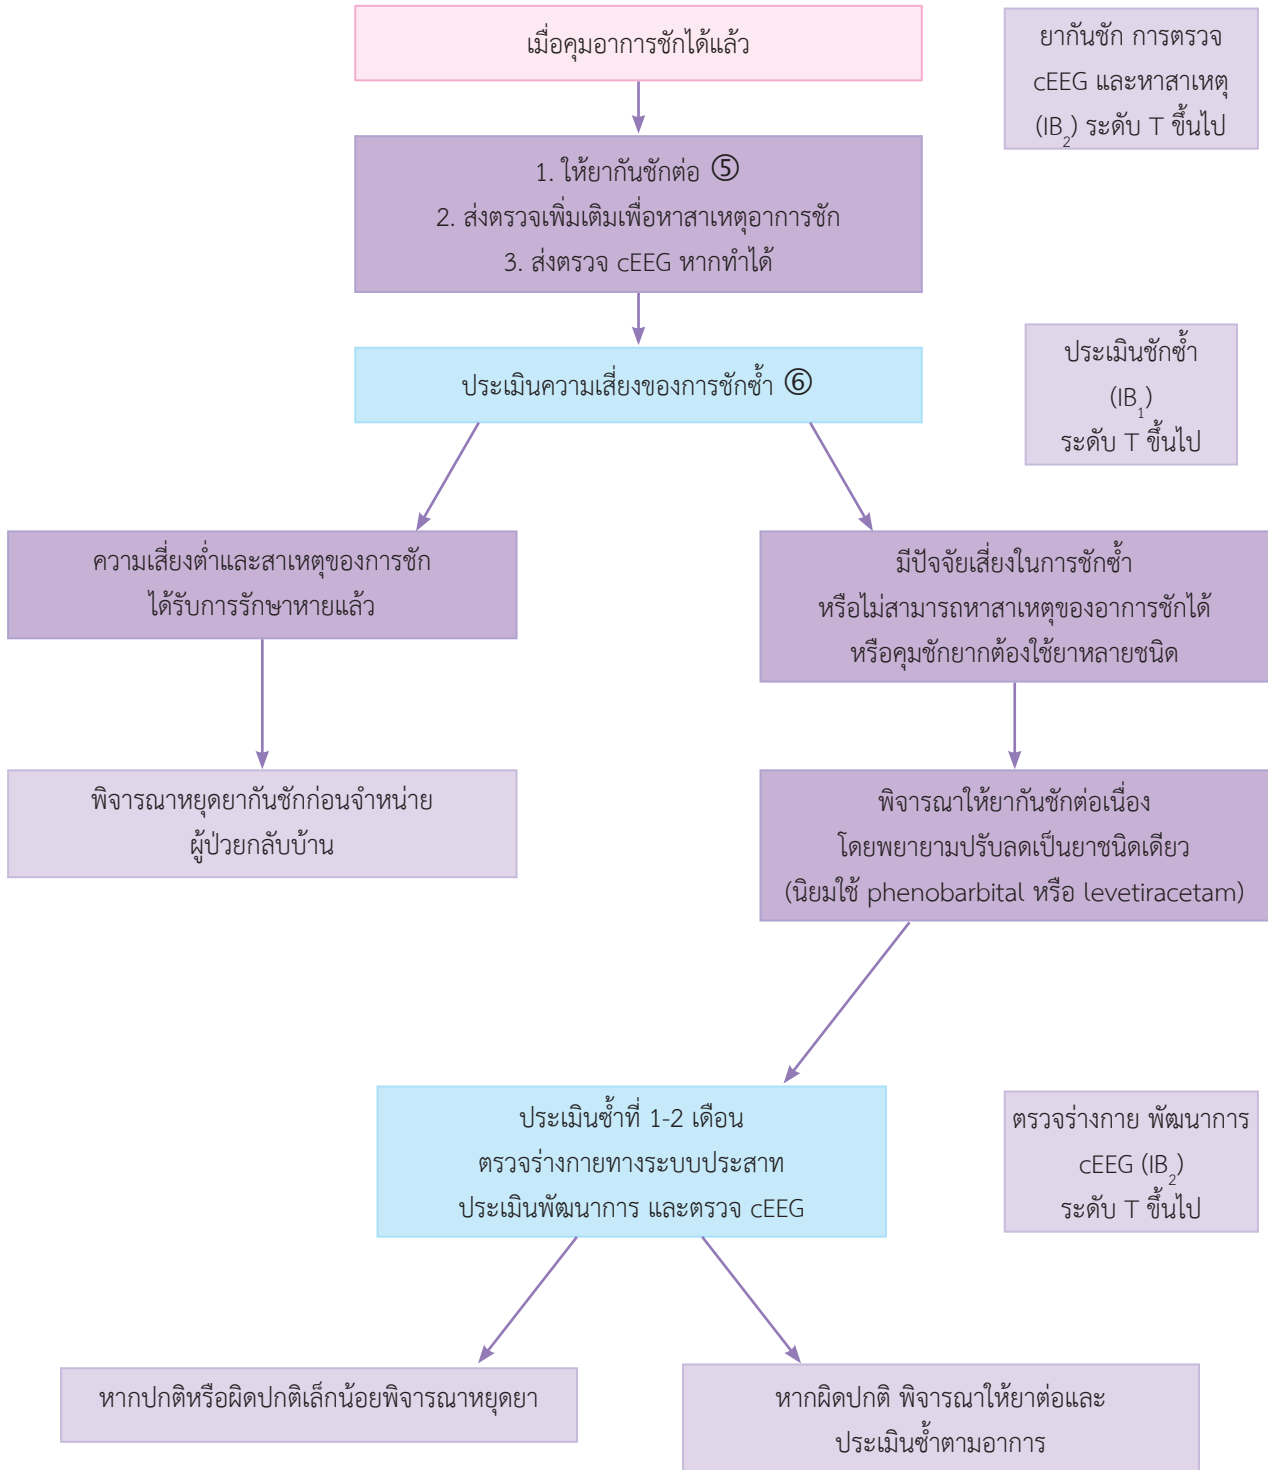 เมื่อคุมอาการชักได้แล้ว
ยากันชัก การตรวจ
cEEG และหาสาเหตุ
(IB₂) ระดับ T ขึ้นไป
1. ให้ยากันชักต่อ ⑤
2. ส่งตรวจเพิ่มเติมเพื่อหาสาเหตุอาการชัก
3. ส่งตรวจ cEEG หากทำได้
ประเมินความเสี่ยงของการชักซ้ำ ⑥
ประเมินชักซ้ำ
(IB₁)
ระดับ T ขึ้นไป
ความเสี่ยงต่ำและสาเหตุของการชัก
ได้รับการรักษาหายแล้ว
มีปัจจัยเสี่ยงในการชักซ้ำ
หรือไม่สามารถหาสาเหตุของอาการชักได้
หรือคุมชักยากต้องใช้ยาหลายชนิด
พิจารณาหยุดยากันชักก่อนจำหน่าย
ผู้ป่วยกลับบ้าน
พิจารณาให้ยากันชักต่อเนื่อง
โดยพยายามปรับลดเป็นยาชนิดเดียว
(นิยมใช้ phenobarbital หรือ levetiracetam)
ประเมินซ้ำที่ 1-2 เดือน
ตรวจร่างกายทางระบบประสาท
ประเมินพัฒนาการ และตรวจ cEEG
ตรวจร่างกาย พัฒนาการ
cEEG (IB₂)
ระดับ T ขึ้นไป
หากปกติหรือผิดปกติเล็กน้อยพิจารณาหยุดยา
หากผิดปกติ พิจารณาให้ยาต่อและ
ประเมินซ้ำตามอาการ